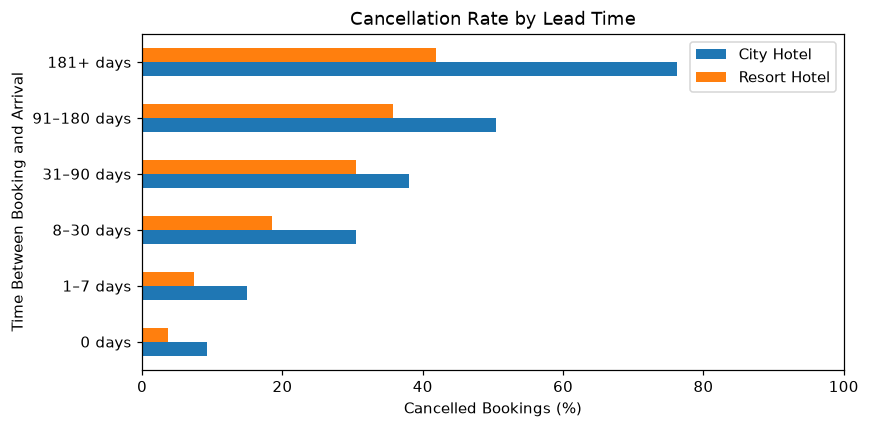 Cancellation Rate by Lead Time
City Hotel
Resort Hotel
Time Between Booking and Arrival
181+ days
91–180 days
31–90 days
8–30 days
1–7 days
0 days
0 20 40 60 80 100
Cancelled Bookings (%)